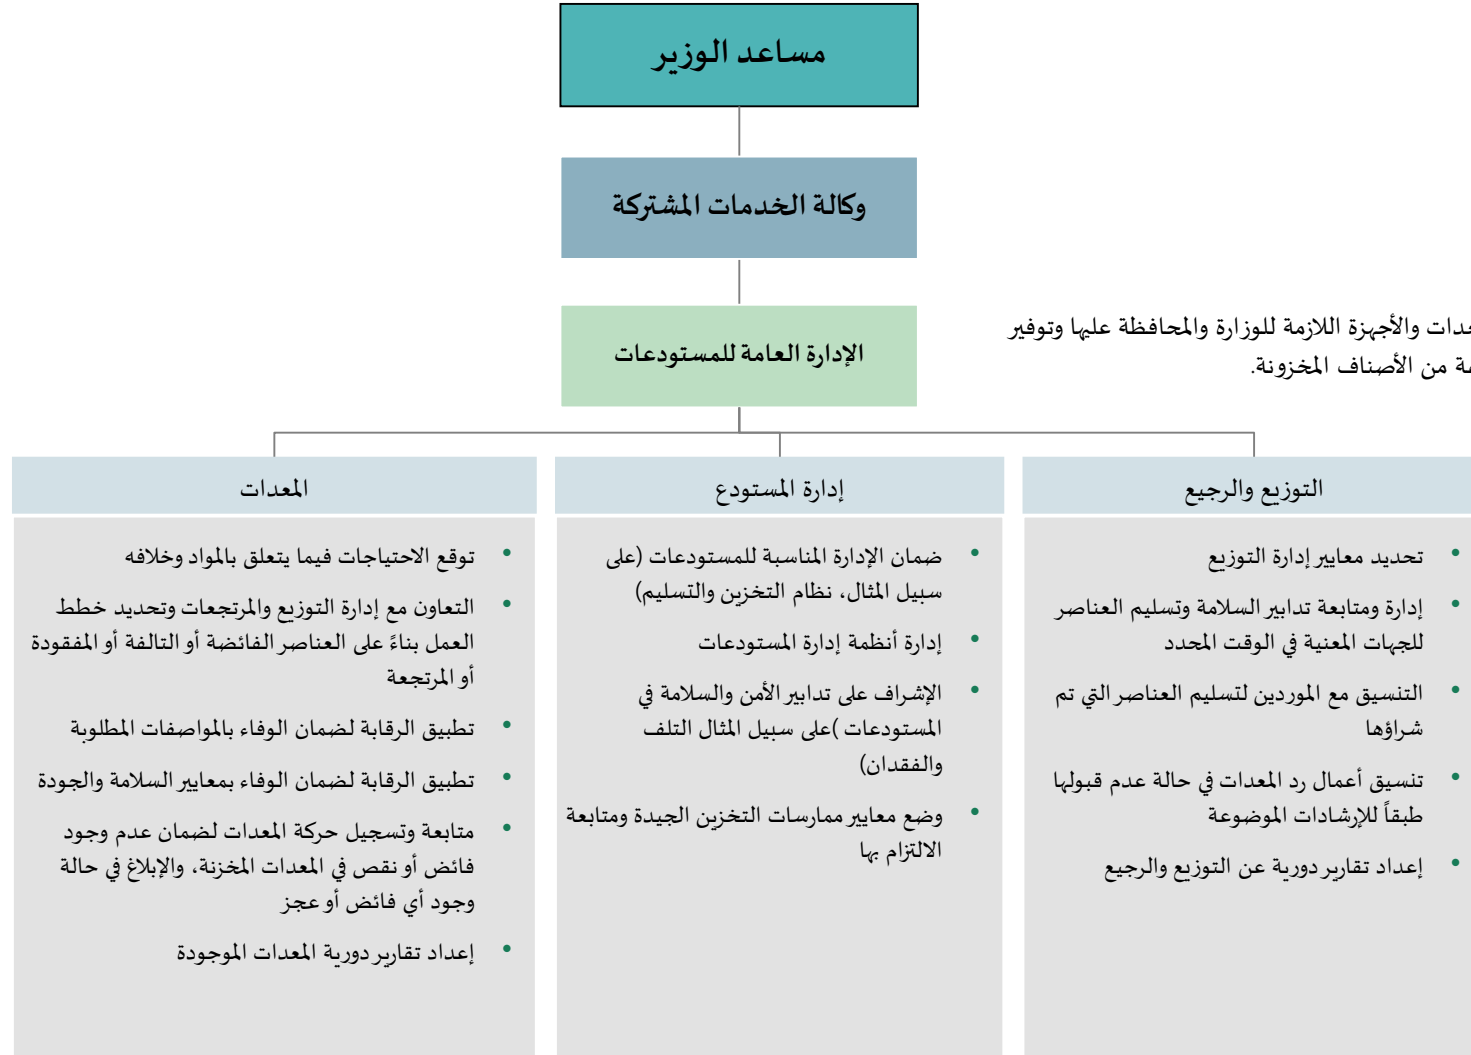 مساعد الوزير
وكالة الخدمات المشتركة
الإدارة العامة للمستودعات
والأجهزة اللازمة للوزارة والمحافظة عليها وتوفير
من الأصناف المخزونة.
التوزيع والرجيع
• تحديد معايير إدارة التوزيع
• إدارة ومتابعة تدابير السلامة وتسليم العناصر
للجهات المعنية في الوقت المحدد
• التنسيق مع الموردين لتسليم العناصر التي تم
شراؤها
• تنسيق أعمال رد المعدات في حالة عدم قبولها
طبقاً للإرشادات الموضوعة
• إعداد تقارير دورية عن التوزيع والرجيع
إدارة المستودع
• ضمان الإدارة المناسبة للمستودعات (على
سبيل المثال، نظام التخزين والتسليم)
• إدارة أنظمة إدارة المستودعات
• الإشراف على تدابير الأمن والسلامة في
المستودعات )على سبيل المثال التلف
والفقدان)
• وضع معايير ممارسات التخزين الجيدة ومتابعة
الالتزام بها
المعدات
• توقع الاحتياجات فيما يتعلق بالمواد وخلافه
• التعاون مع إدارة التوزيع والمرتجعات وتحديد خطط
العمل بناءً على العناصر الفائضة أو التالفة أو المفقودة
أو المرتجعة
• تطبيق الرقابة لضمان الوفاء بالمواصفات المطلوبة
• تطبيق الرقابة لضمان الوفاء بمعايير السلامة والجودة
• متابعة وتسجيل حركة المعدات لضمان عدم وجود
فائض أو نقص في المعدات المخزنة، والإبلاغ في حالة
وجود أي فائض أو عجز
• إعداد تقارير دورية المعدات الموجودة